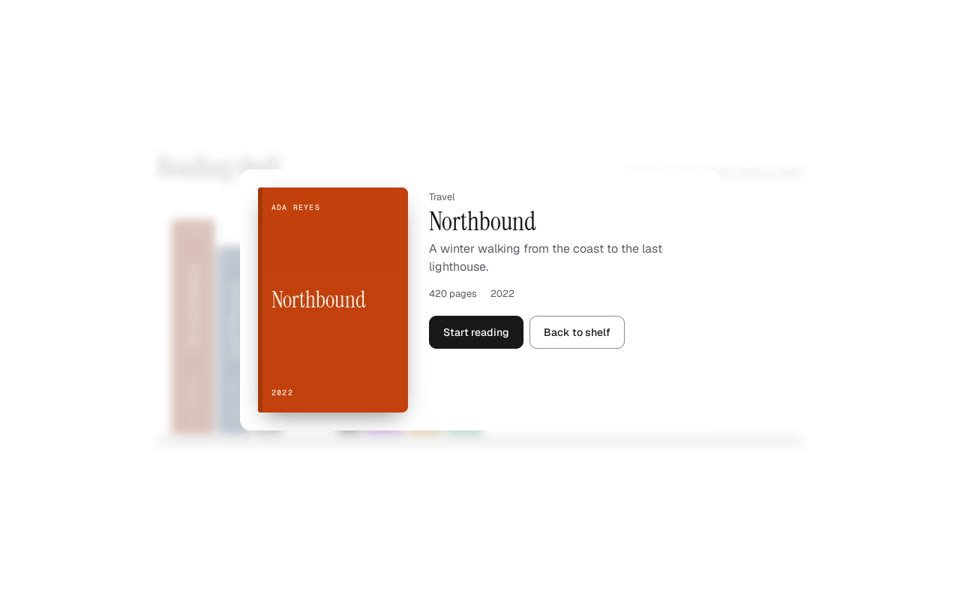 ADA REYES
Northbound
2022
Travel
Northbound
A winter walking from the coast to the last
lighthouse.
420 pages 2022
Start reading
Back to shelf